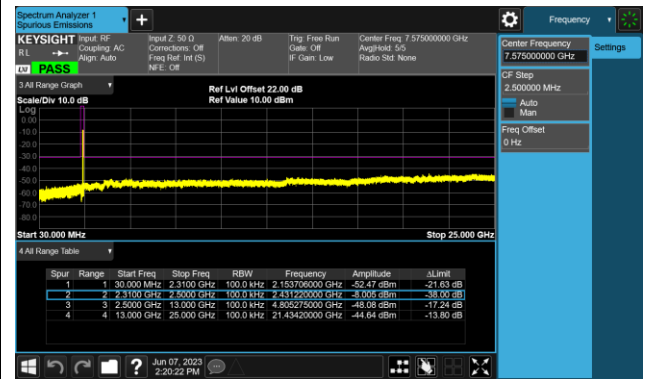 Spectrum Analyzer 1
Spurious Emissions
+
Frequency
KEYSIGHT
RL
Input: RF
Coupling: AC
Align: Auto
Input Z: 50 Ω
Corrections: Off
Freq Ref: Int (S)
NFE: Off
Atten: 20 dB
Trig: Free Run
Gate: Off
IF Gain: Low
Center Freq: 7.575000000 GHz
Avg|Hold: 5/5
Radio Std: None
PASS
3 All Range Graph
Scale/Div 10.0 dB
Ref Lvl Offset 22.00 dB
Ref Value 10.00 dBm
Log
0.00
-10.0
-20.0
-30.0
-40.0
-50.0
-60.0
-70.0
-80.0
Start 30.000 MHz
Stop 25.000 GHz
4 All Range Table
Spur Range Start Freq Stop Freq RBW Frequency Amplitude ΔLimit
1 1 30.000 MHz 2.3100 GHz 100.0 kHz 2.153706000 GHz -52.47 dBm -21.63 dB
2 2 2.3100 GHz 2.5000 GHz 100.0 kHz 2.431220000 GHz -8.005 dBm -38.00 dB
3 3 2.5000 GHz 13.000 GHz 100.0 kHz 4.805275000 GHz -48.08 dBm -17.24 dB
4 4 13.000 GHz 25.000 GHz 100.0 kHz 21.43420000 GHz -44.64 dBm -13.80 dB
?
Jun 07, 2023
2:20:22 PM
Center Frequency
7.575000000 GHz
Settings
CF Step
2.500000 MHz
Auto
Man
Freq Offset
0 Hz